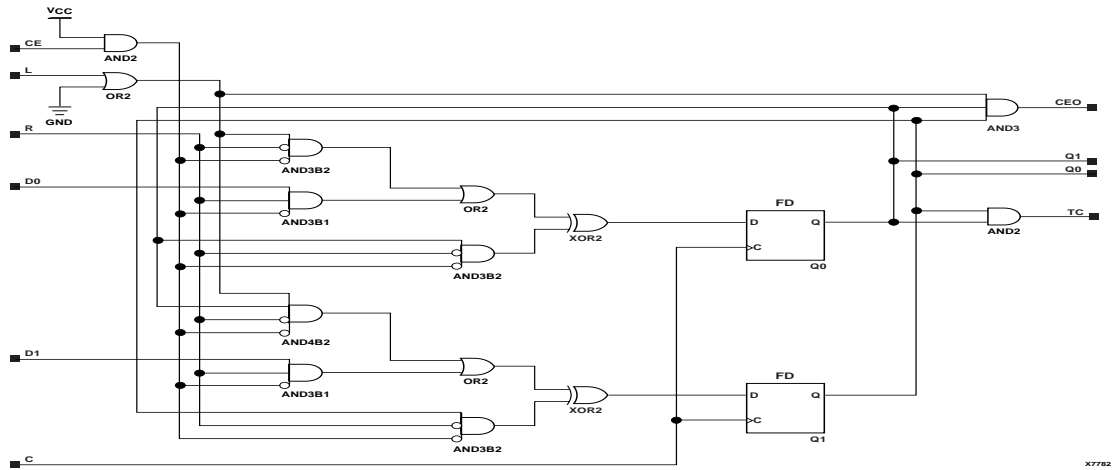 VCC
CE
AND2
L
OR2
GND
CEO
AND3
R
AND3B2
Q1
Q0
D0
AND3B1
OR2
XOR2
FD
D Q
C
Q0
AND2
TC
AND3B2
AND4B2
D1
AND3B1
OR2
XOR2
FD
D Q
C
Q1
AND3B2
C
X7782